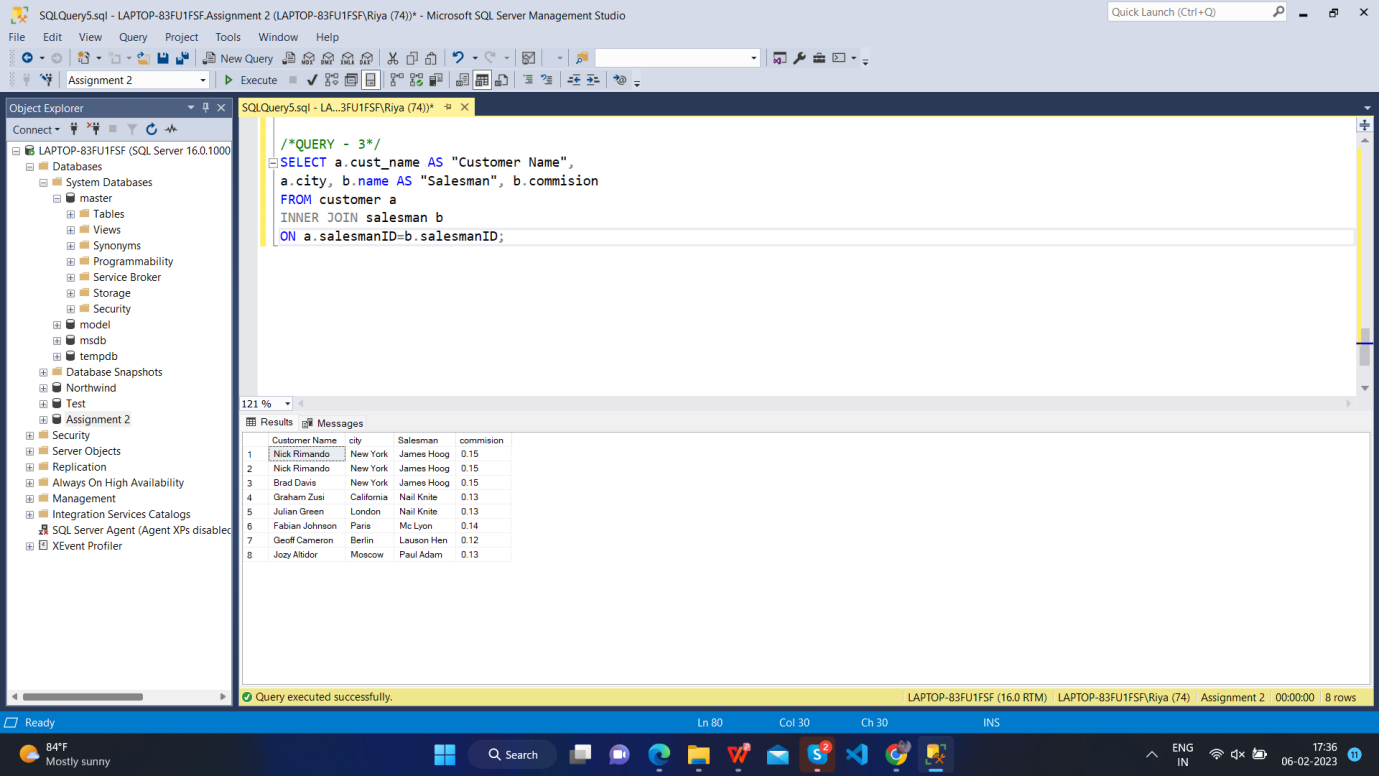 SQLQuery5.sql - LAPTOP-83FU1FSF.Assignment 2 (LAPTOP-83FU1FSF\Riya (74))* - Microsoft SQL Server Management Studio
Quick Launch (Ctrl+Q)
File Edit View Query Project Tools Window Help
New Query
Assignment 2
Execute
Object Explorer
SQLQuery5.sql - LA...3FU1FSF\Riya (74))*
Connect
LAPTOP-83FU1FSF (SQL Server 16.0.1000
Databases
System Databases
master
Tables
Views
Synonyms
Programmability
Service Broker
Storage
Security
model
msdb
tempdb
Database Snapshots
Northwind
Test
Assignment 2
Security
Server Objects
Replication
Always On High Availability
Management
Integration Services Catalogs
SQL Server Agent (Agent XPs disabled
XEvent Profiler
/*QUERY - 3*/
SELECT a.cust_name AS "Customer Name",
a.city, b.name AS "Salesman", b.commision
FROM customer a
INNER JOIN salesman b
ON a.salesmanID=b.salesmanID;
121 %
Results Messages
Customer Name city Salesman commision
1 Nick Rimando New York James Hoog 0.15
2 Nick Rimando New York James Hoog 0.15
3 Brad Davis New York James Hoog 0.15
4 Graham Zusi California Nail Knite 0.13
5 Julian Green London Nail Knite 0.13
6 Fabian Johnson Paris Mc Lyon 0.14
7 Geoff Cameron Berlin Lauson Hen 0.12
8 Jozy Altidor Moscow Paul Adam 0.13
Query executed successfully.
LAPTOP-83FU1FSF (16.0 RTM) LAPTOP-83FU1FSF\Riya (74) Assignment 2 00:00:00 8 rows
Ready Ln 80 Col 30 Ch 30 INS
84°F
Mostly sunny
Search
2
ENG
IN
17:36
06-02-2023
11